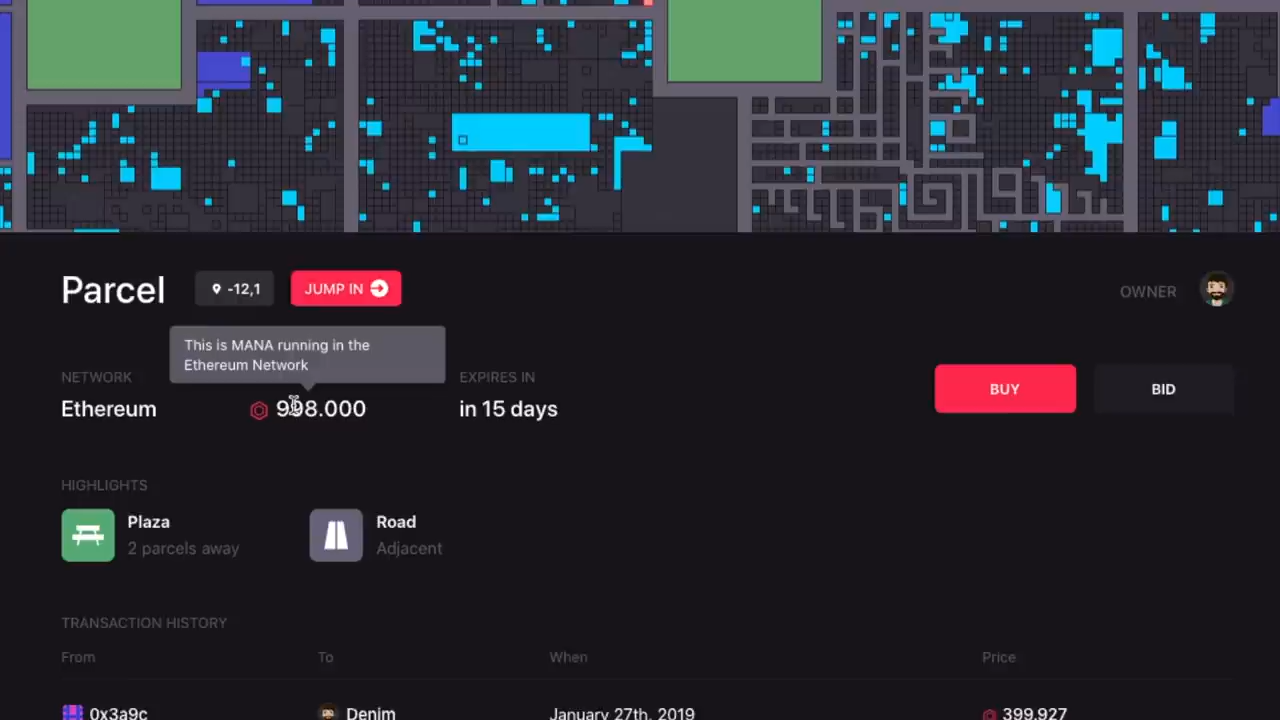 Parcel
-12,1
JUMP IN
OWNER
This is MANA running in the
Ethereum Network
NETWORK
EXPIRES IN
Ethereum
998.000
in 15 days
BUY
BID
HIGHLIGHTS
Plaza
2 parcels away
Road
Adjacent
TRANSACTION HISTORY
From To When Price
0x3a9c Denim January 27th, 2019 399,927